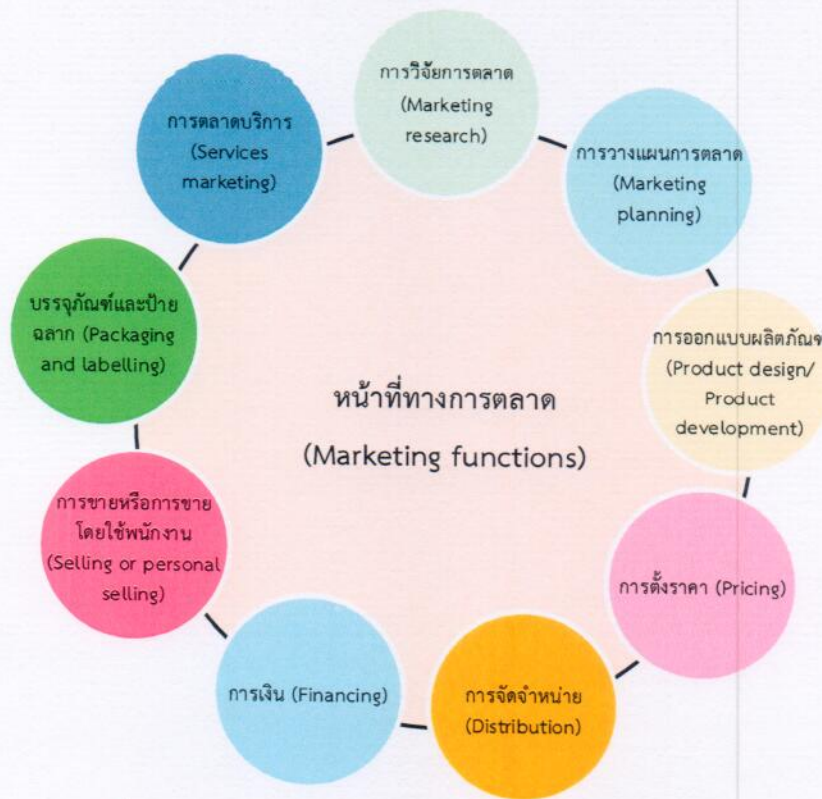 การวิจัยการตลาด
(Marketing
research)
การวางแผนการตลาด
(Marketing
planning)
การออกแบบผลิตภัณฑ์
(Product design/
Product
development)
การตั้งราคา (Pricing)
การจัดจำหน่าย
(Distribution)
การเงิน (Financing)
การขายหรือการขาย
โดยใช้พนักงาน
(Selling or personal
selling)
บรรจุภัณฑ์และป้าย
ฉลาก (Packaging
and labelling)
การตลาดบริการ
(Services
marketing)
หน้าที่ทางการตลาด
(Marketing functions)